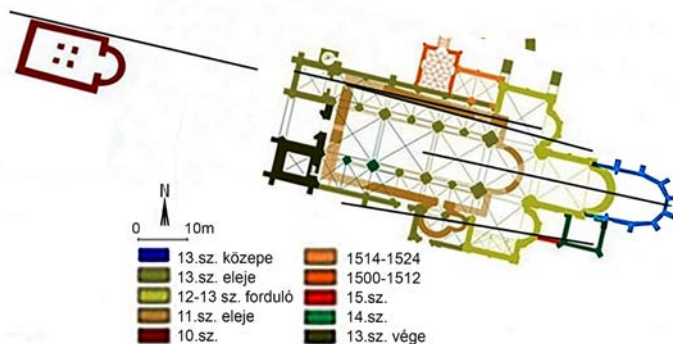 N
0 10m
13.sz. közepe
13.sz. eleje
12-13 sz. forduló
11.sz. eleje
10.sz.
1514-1524
1500-1512
15.sz.
14.sz.
13.sz. vége